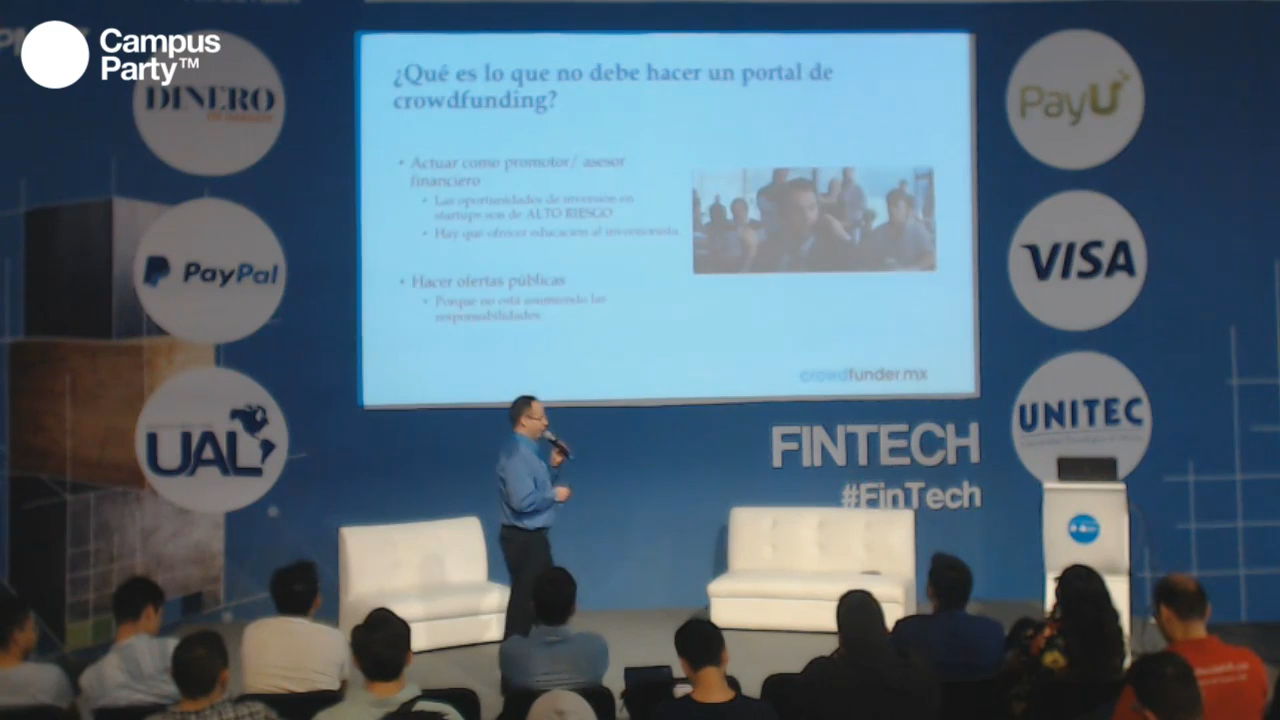 Campus
Party™
DINERO
PayPal
UAL
¿Qué es lo que no debe hacer un portal de
crowdfunding?
• Actuar como promotor/ asesor
financiero
• Las oportunidades de inversión en
startups son de ALTO RIESGO
• Hay que ofrecer educación al inversionista.
• Hacer ofertas públicas
• Porque no está asumiendo las
responsabilidades.
crowdfunder.mx
FINTECH
#FinTech
PayU
VISA
UNITEC